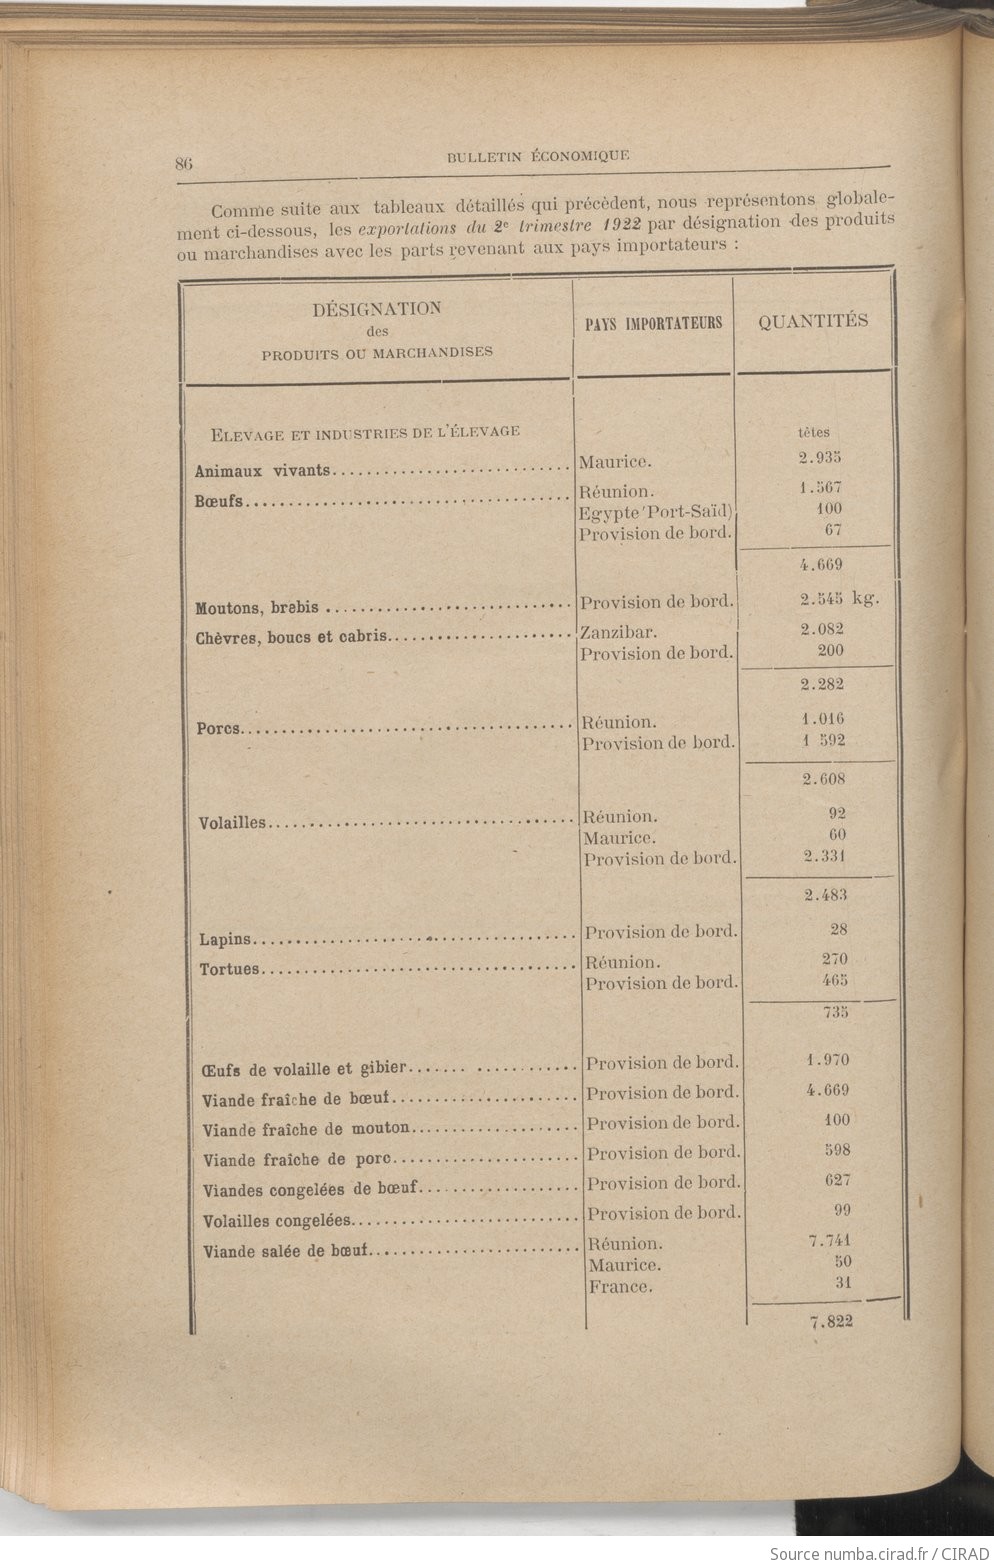 86
BULLETIN ÉCONOMIQUE
Comme suite aux tableaux détaillés qui précèdent, nous représentons globale-
ment ci-dessous, les exportations du 2e trimestre 1922 par désignation des produits
ou marchandises avec les parts revenant aux pays importateurs :
DÉSIGNATION
des
PRODUITS OU MARCHANDISES
PAYS IMPORTATEURS
QUANTITÉS
ELEVAGE ET INDUSTRIES DE L'ÉLEVAGE
têtes
Animaux vivants........................... Maurice. 2.935
Bœufs..................................... Réunion. 1.567
Egypte'Port-Saïd) 100
Provision de bord. 67
4.669
Moutons, brebis ........................... Provision de bord. 2.545 kg.
Chèvres, boucs et cabris..................... Zanzibar. 2.082
Provision de bord. 200
2.282
Porcs...................................... Réunion. 1.016
Provision de bord. 1 592
2.608
Volailles................................... Réunion. 92
Maurice. 60
Provision de bord. 2.331
2.483
Lapins..................................... Provision de bord. 28
Tortues.................................... Réunion. 270
Provision de bord. 465
735
Œufs de volaille et gibier....... ............ Provision de bord. 1.970
Viande fraîche de bœuf...................... Provision de bord. 4.669
Viande fraîche de mouton................... Provision de bord. 100
Viande fraîche de porc...................... Provision de bord. 598
Viandes congelées de bœuf................... Provision de bord. 627
Volailles congelées.......................... Provision de bord. 99
Viande salée de bœuf........................ Réunion. 7.741
Maurice. 50
France. 31
7.822
Source numba.cirad.fr / CIRAD